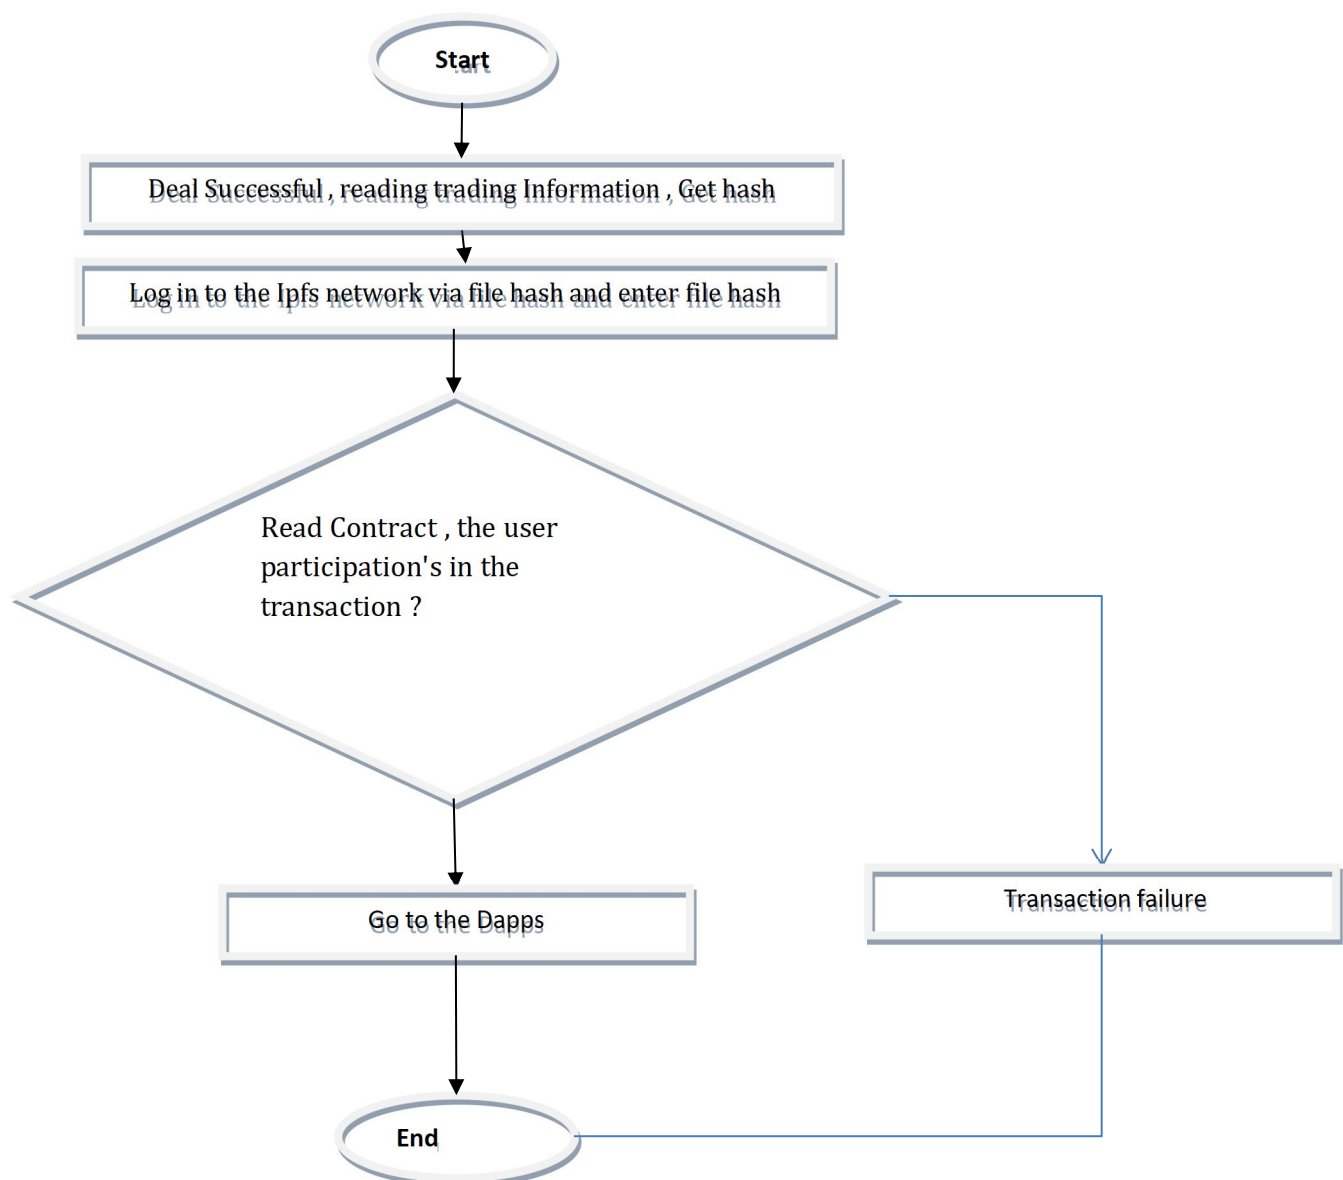 Start
Deal Successful , reading trading Information , Get hash
Log in to the Ipfs network via file hash and enter file hash
Read Contract , the user
participation's in the
transaction ?
Go to the Dapps
Transaction failure
End